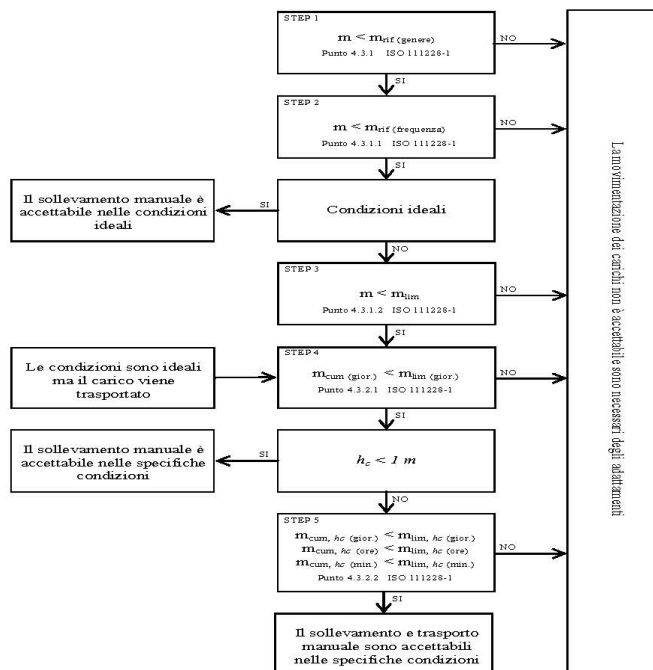 STEP 1
m < mrif (genere)
Punto 4.3.1 ISO 111228-1
NO
SI
STEP 2
m < mrif (frequenza)
Punto 4.3.1.1 ISO 111228-1
NO
SI
Il sollevamento manuale è
accettabile nelle condizioni
ideali
SI
Condizioni ideali
NO
STEP 3
m < mlim
Punto 4.3.1.2 ISO 111228-1
NO
SI
Le condizioni sono ideali
ma il carico viene
trasportato
STEP 4
mcum (gior.) < mlim (gior.)
Punto 4.3.2.1 ISO 111228-1
NO
SI
Il sollevamento manuale è
accettabile nelle specifiche
condizioni
SI
hc < 1 m
NO
STEP 5
mcum, hc (gior.) < mlim, hc (gior.)
mcum, hc (ore) < mlim, hc (ore)
mcum, hc (min.) < mlim, hc (min.)
Punto 4.3.2.2 ISO 111228-1
NO
SI
Il sollevamento e trasporto
manuale sono accettabili
nelle specifiche condizioni
La movimentazione dei carichi non è accettabile sono necessari degli adattamenti